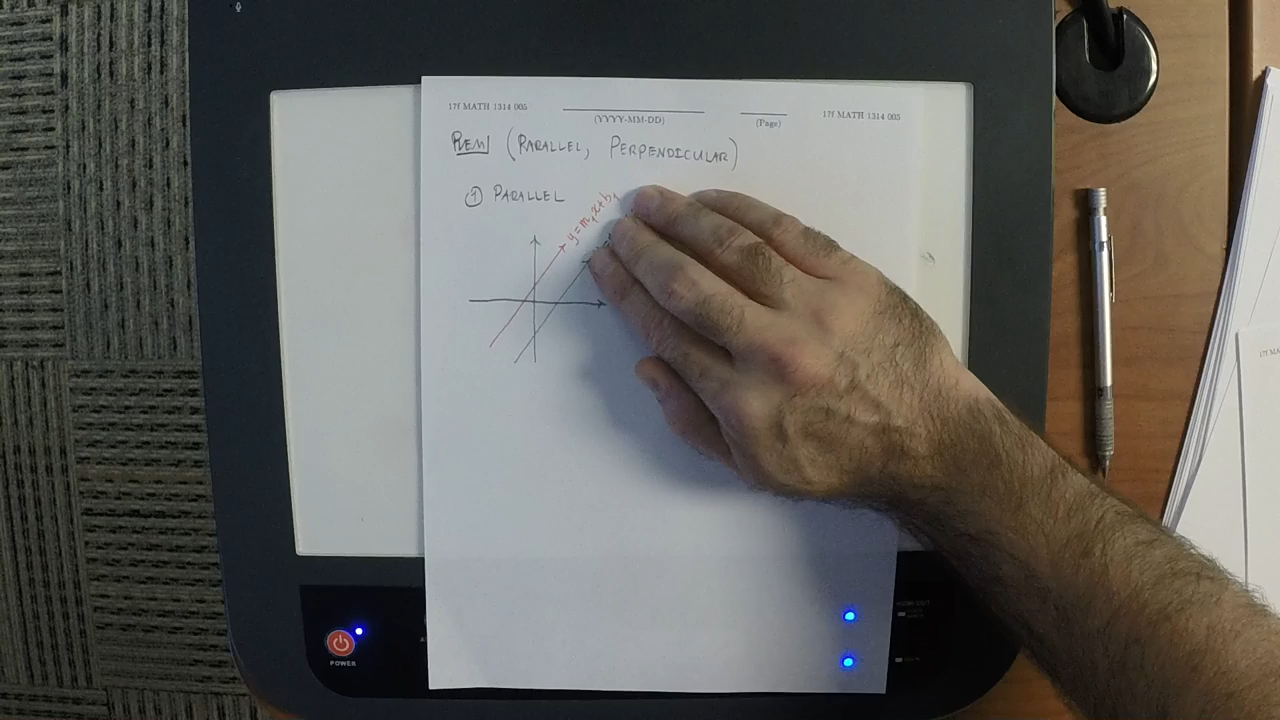 17f MATH 1314 005
(YYYY-MM-DD)
(Page)
17f MATH 1314 005
REM (PARALLEL, PERPENDICULAR)
① PARALLEL
y=m₁x+b₁
POWER